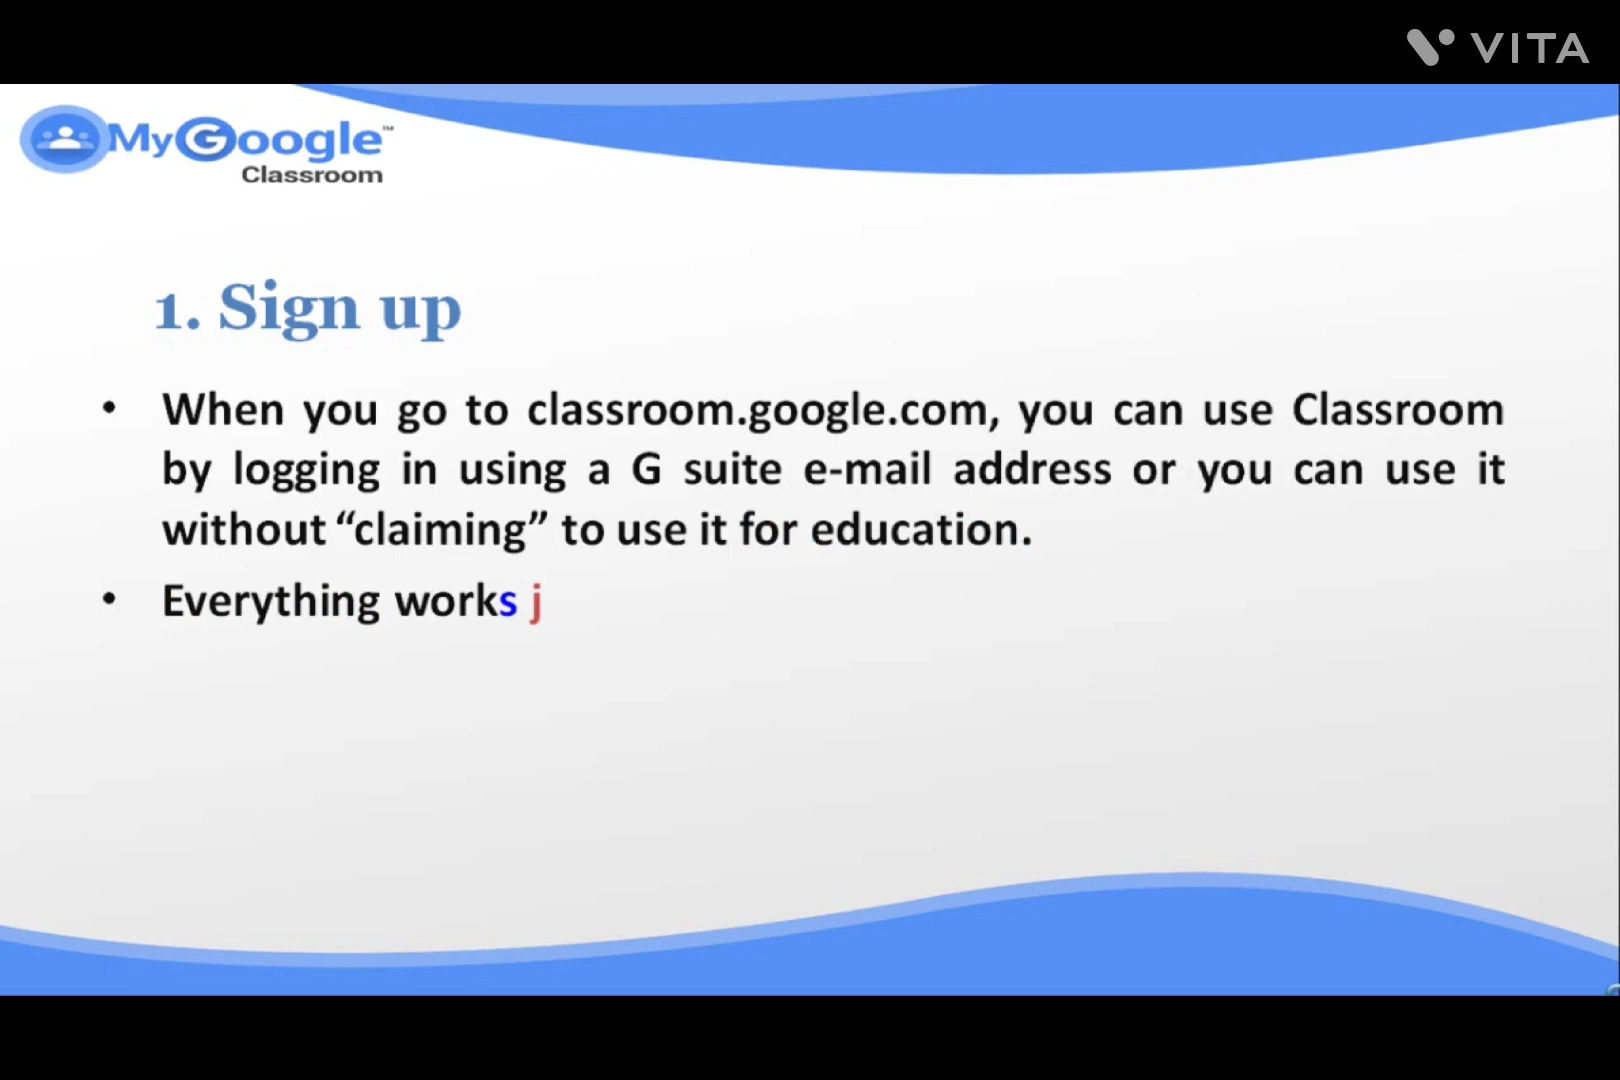 VITA
MyGoogle™
Classroom
1. Sign up
• When you go to classroom.google.com, you can use Classroom
by logging in using a G suite e-mail address or you can use it
without “claiming” to use it for education.
• Everything works j